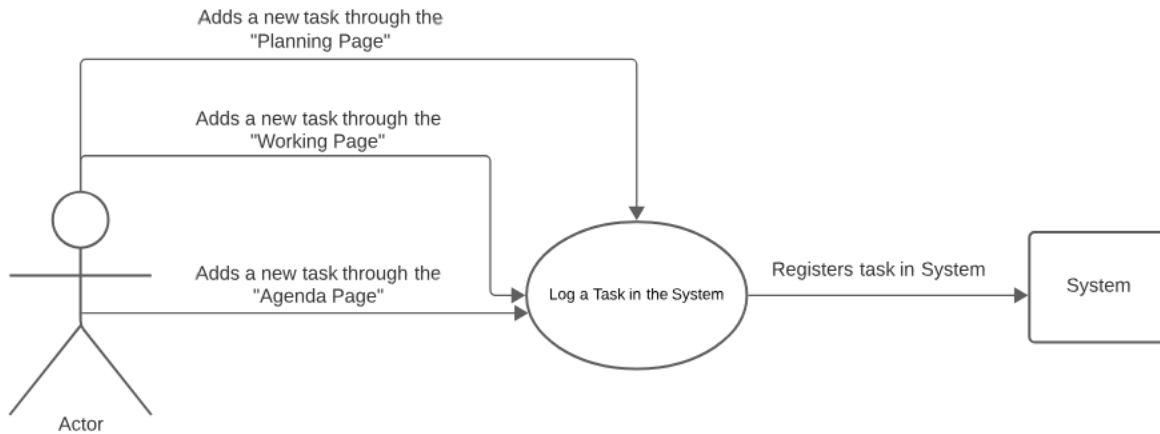 Adds a new task through the
"Planning Page"
Adds a new task through the
"Working Page"
Adds a new task through the
"Agenda Page"
Log a Task in the System
Registers task in System
System
Actor